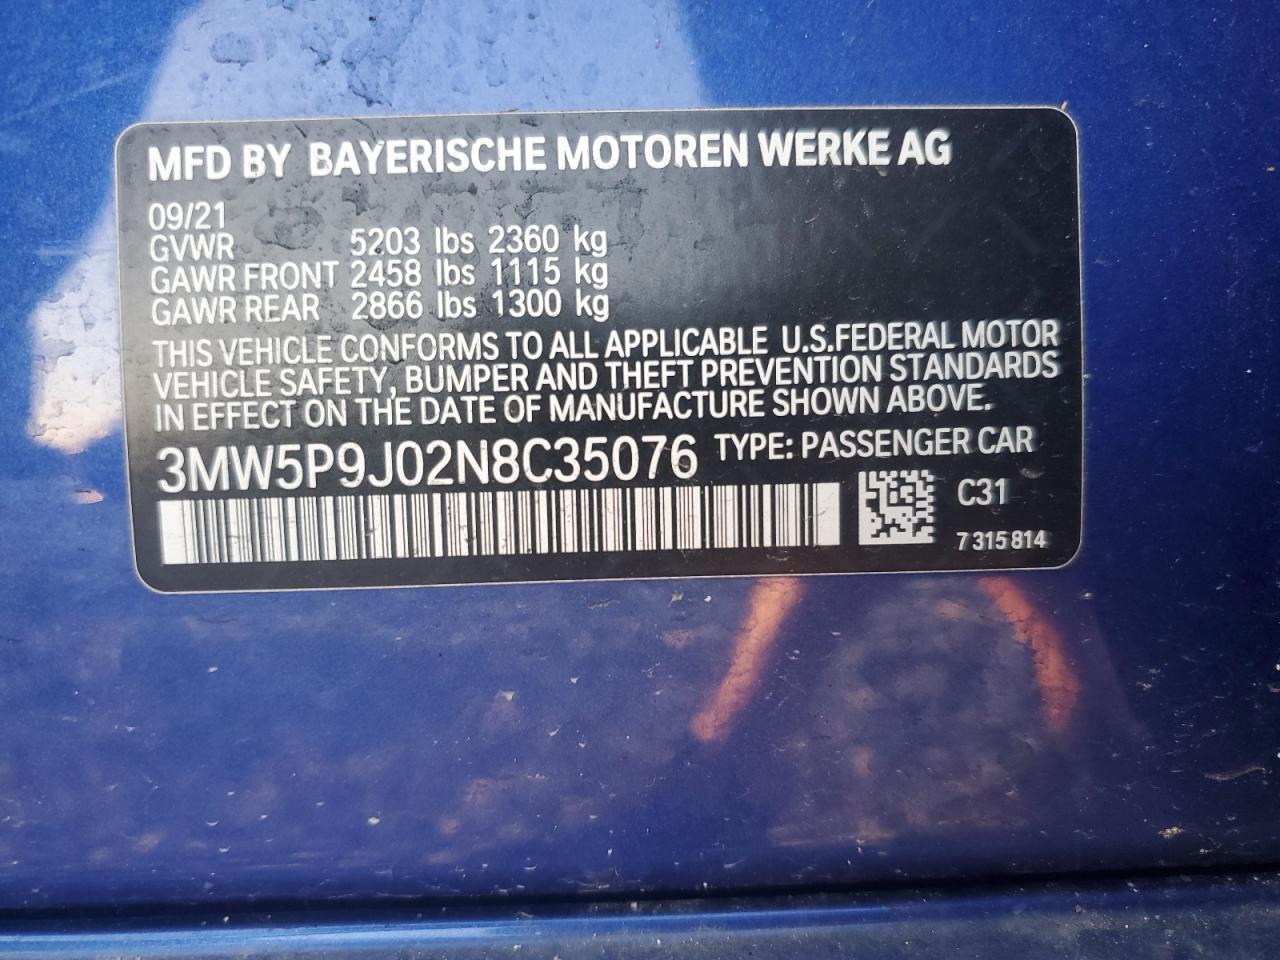 MFD BY BAYERISCHE MOTOREN WERKE AG
09/21
GVWR 5203 lbs 2360 kg
GAWR FRONT 2458 lbs 1115 kg
GAWR REAR 2866 lbs 1300 kg
THIS VEHICLE CONFORMS TO ALL APPLICABLE U.S.FEDERAL MOTOR
VEHICLE SAFETY, BUMPER AND THEFT PREVENTION STANDARDS
IN EFFECT ON THE DATE OF MANUFACTURE SHOWN ABOVE.
3MW5P9J02N8C35076 TYPE: PASSENGER CAR
C31
7 315 814